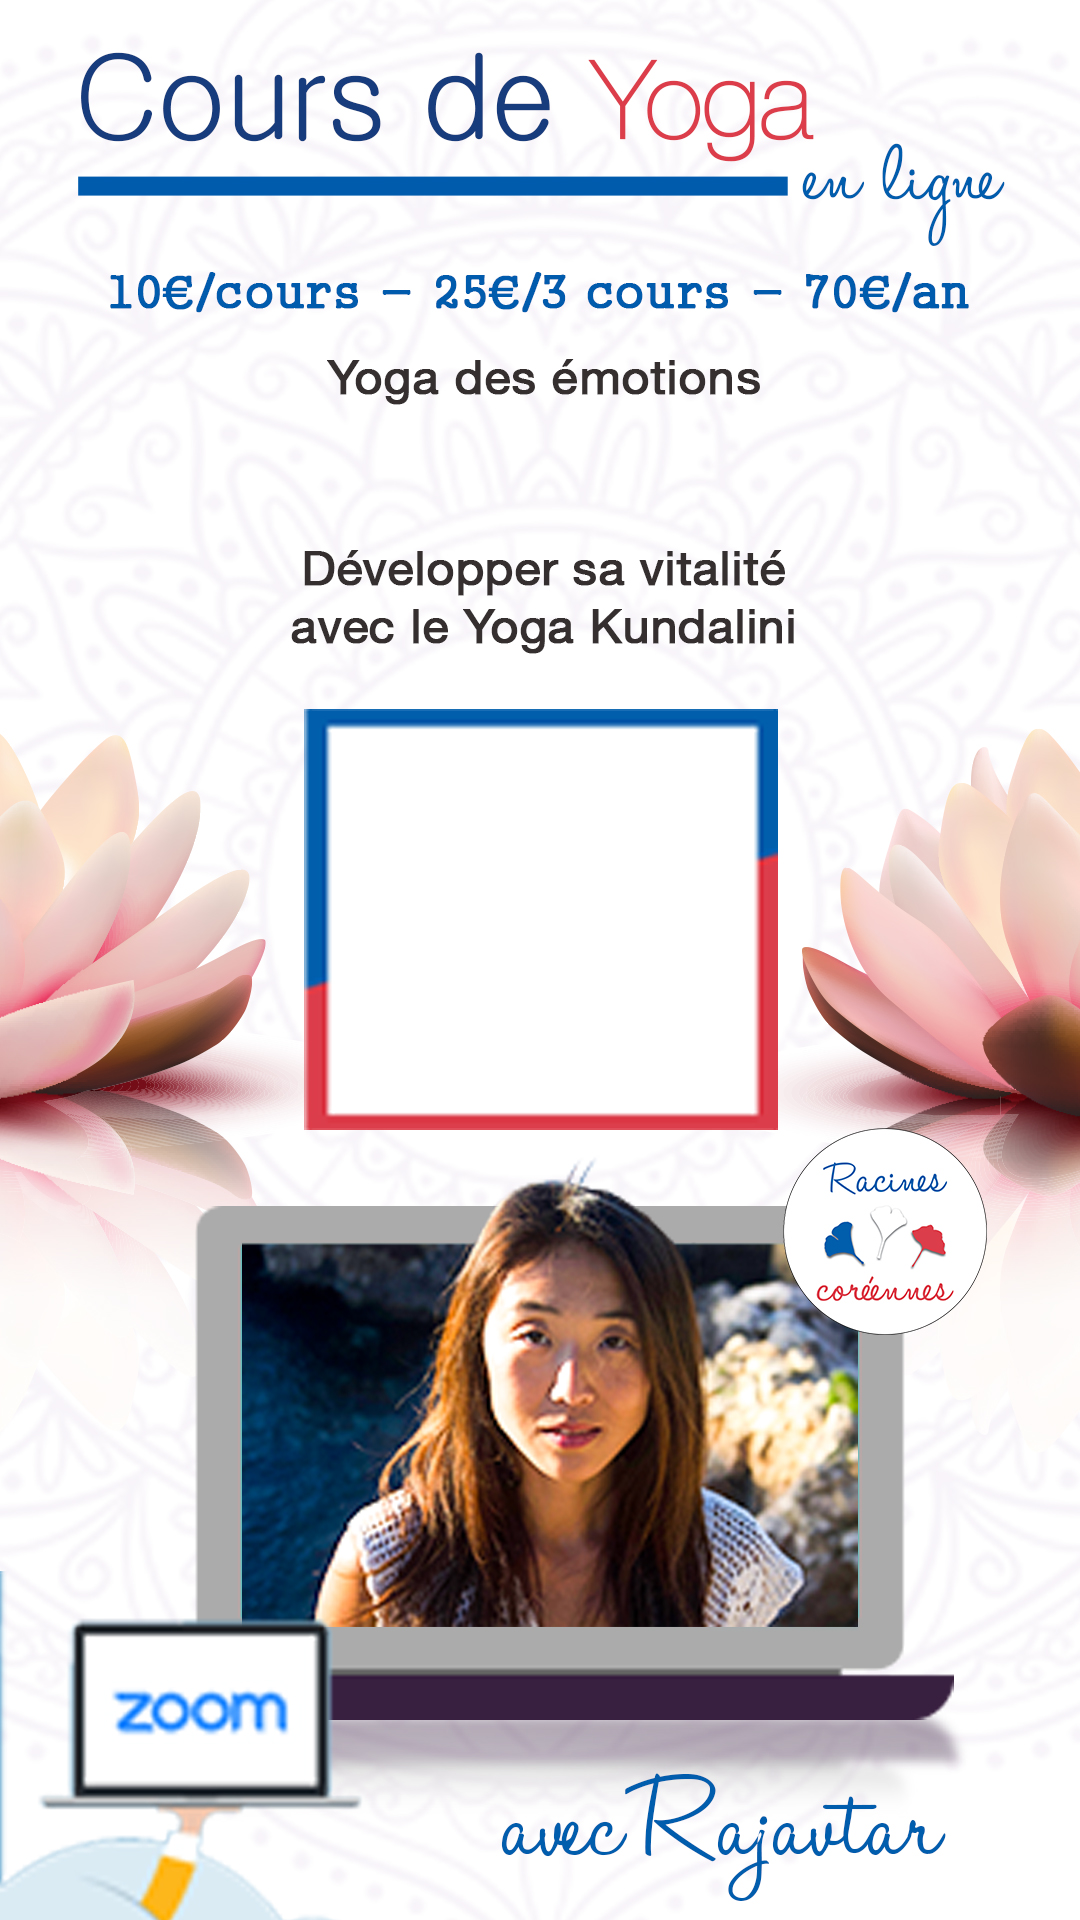 Cours de Yoga
en ligne
10€/cours – 25€/3 cours – 70€/an
Yoga des émotions
Développer sa vitalité
avec le Yoga Kundalini
Racines
coréennes
zoom
avec Rajavtar